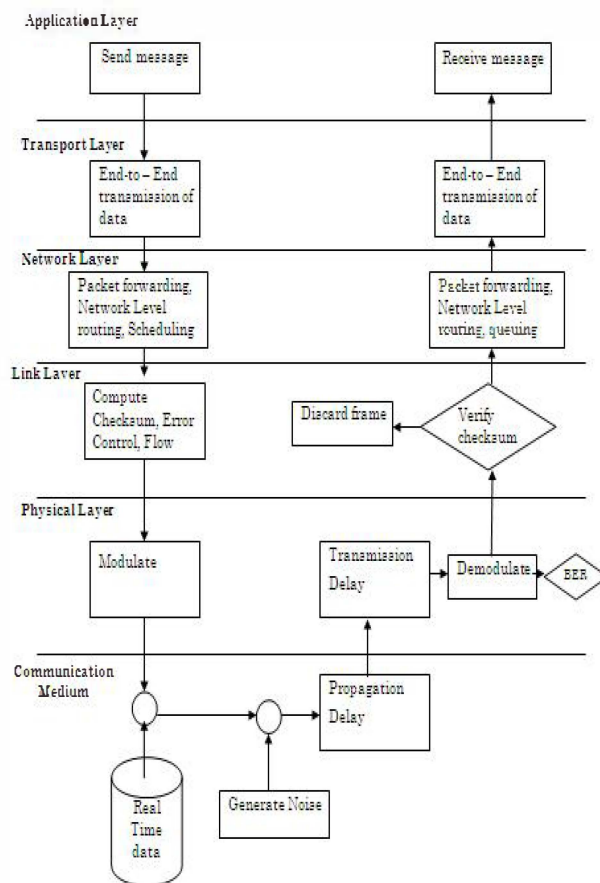 Application Layer
Send message
Receive message
Transport Layer
End-to – End
transmission of
data
End-to – End
transmission of
data
Network Layer
Packet forwarding,
Network Level
routing, Scheduling
Packet forwarding,
Network Level
routing, queuing
Link Layer
Compute
Checksum, Error
Control, Flow
Discard frame
Verify
checksum
Physical Layer
Modulate
Transmission
Delay
Demodulate
BER
Communication
Medium
Propagation
Delay
Real
Time
data
Generate Noise